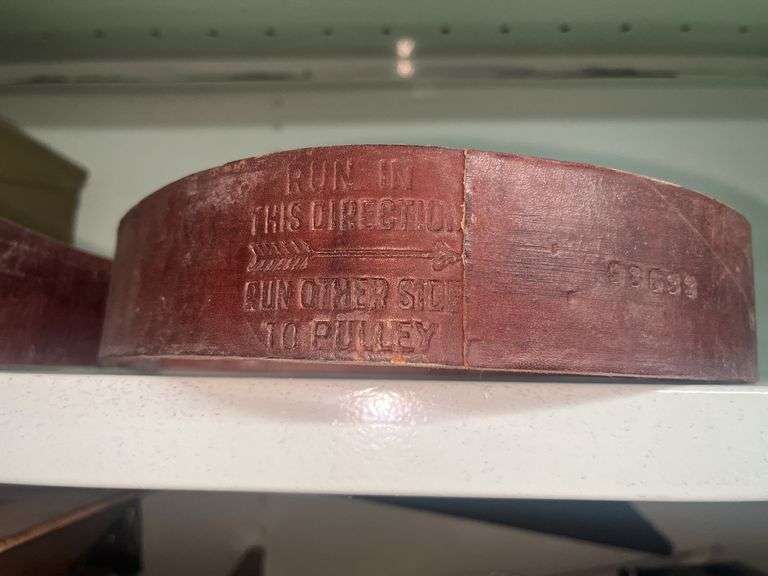 RUN IN
THIS DIRECTION
RUN OTHER SIDE
TO PULLEY